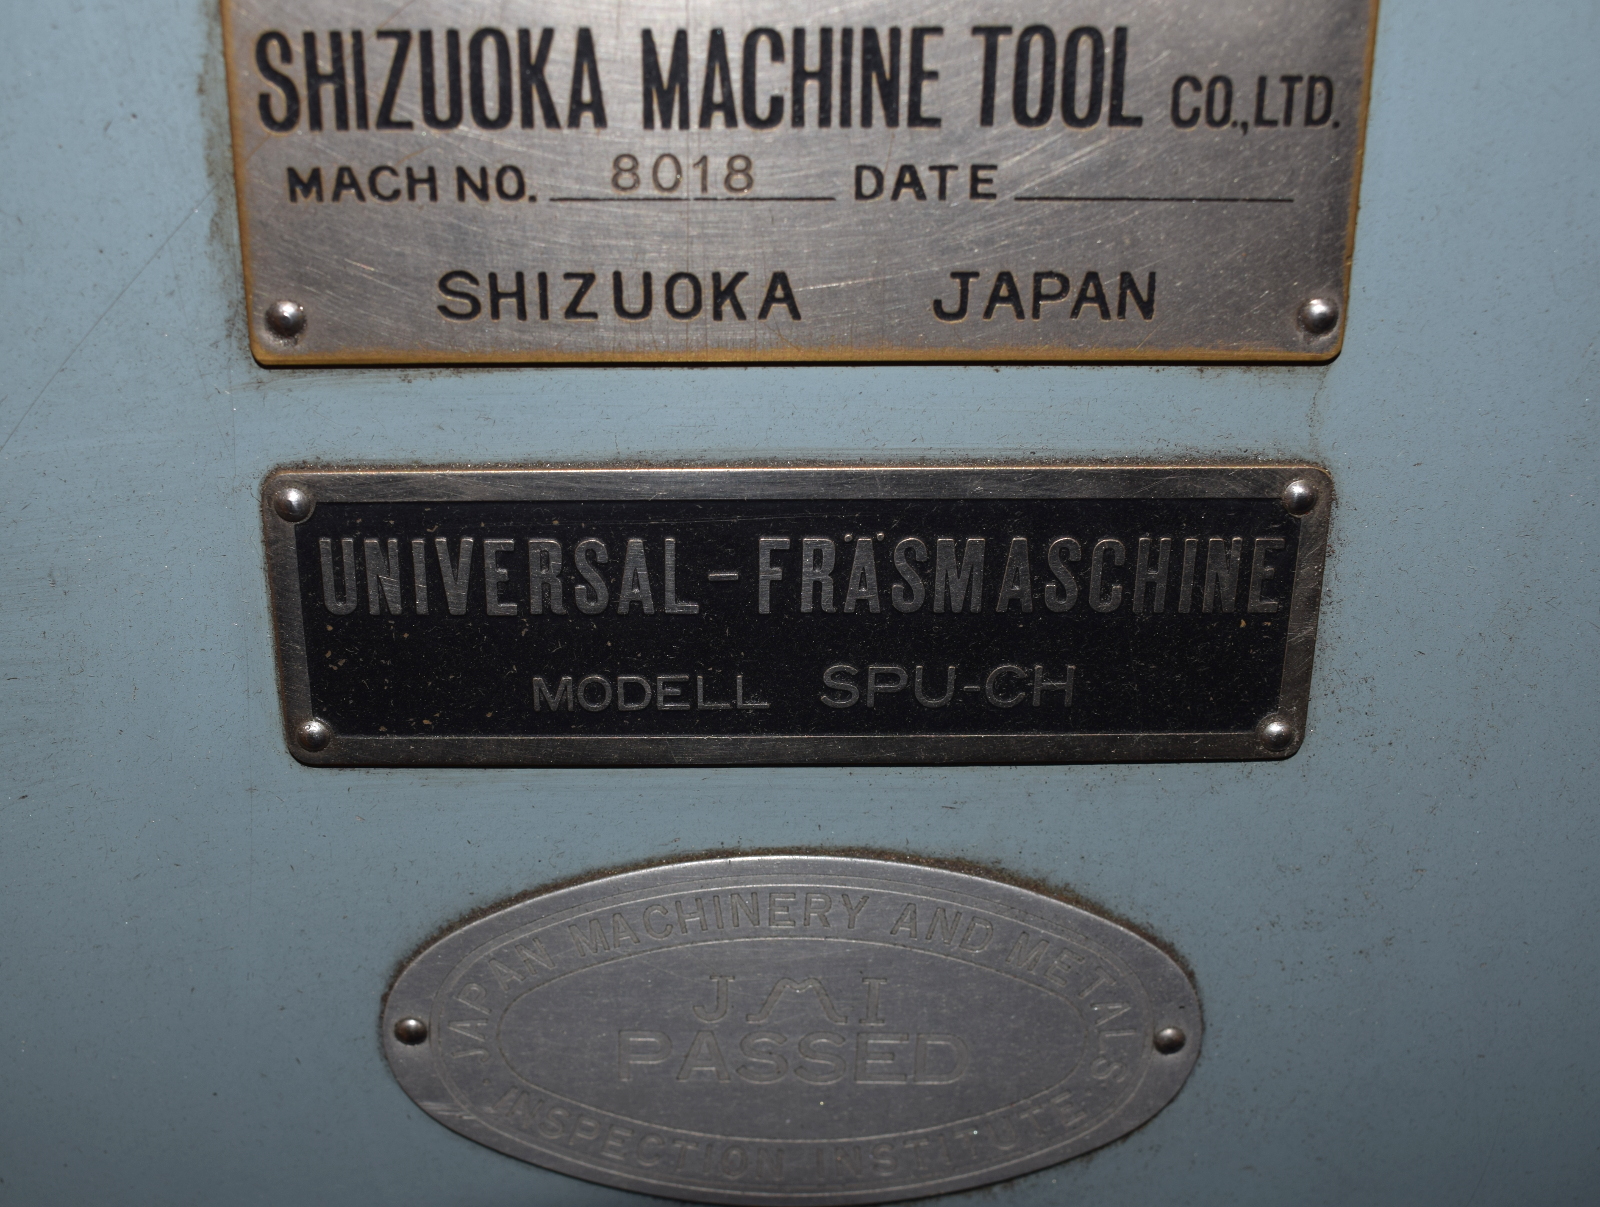 SHIZUOKA MACHINE TOOL CO.,LTD.
MACH NO. 8018 DATE
SHIZUOKA JAPAN
UNIVERSAL-FRÄSMASCHINE
MODELL SPU-CH
JAPAN MACHINERY AND METALS
JMI
PASSED
INSPECTION INSTITUTE